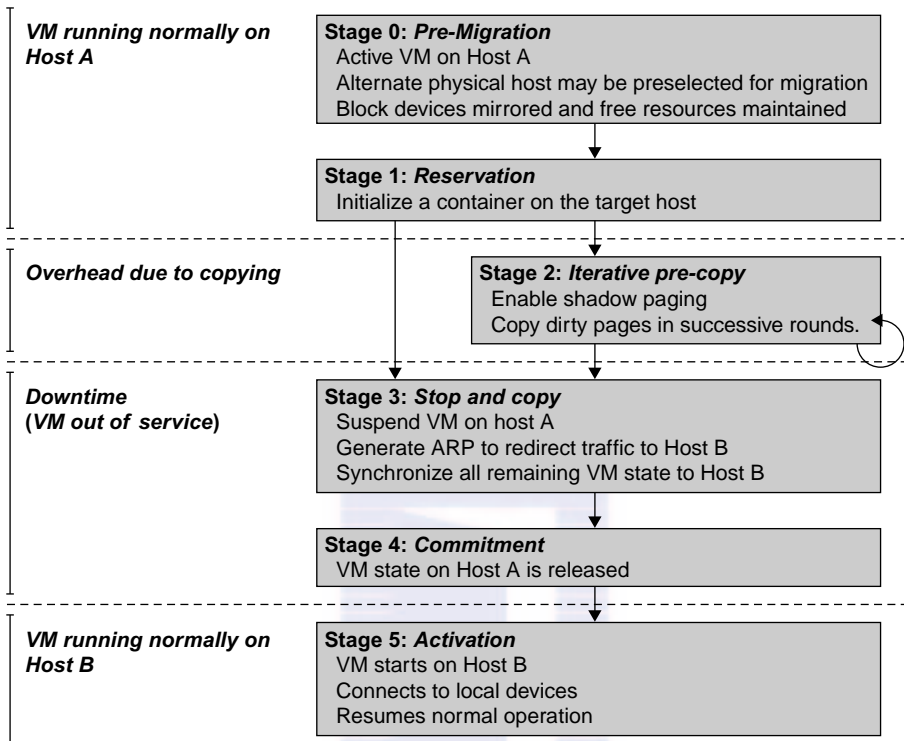 VM running normally on
Host A
Stage 0: Pre-Migration
Active VM on Host A
Alternate physical host may be preselected for migration
Block devices mirrored and free resources maintained
Stage 1: Reservation
Initialize a container on the target host
Overhead due to copying
Stage 2: Iterative pre-copy
Enable shadow paging
Copy dirty pages in successive rounds.
Downtime
(VM out of service)
Stage 3: Stop and copy
Suspend VM on host A
Generate ARP to redirect traffic to Host B
Synchronize all remaining VM state to Host B
Stage 4: Commitment
VM state on Host A is released
VM running normally on
Host B
Stage 5: Activation
VM starts on Host B
Connects to local devices
Resumes normal operation